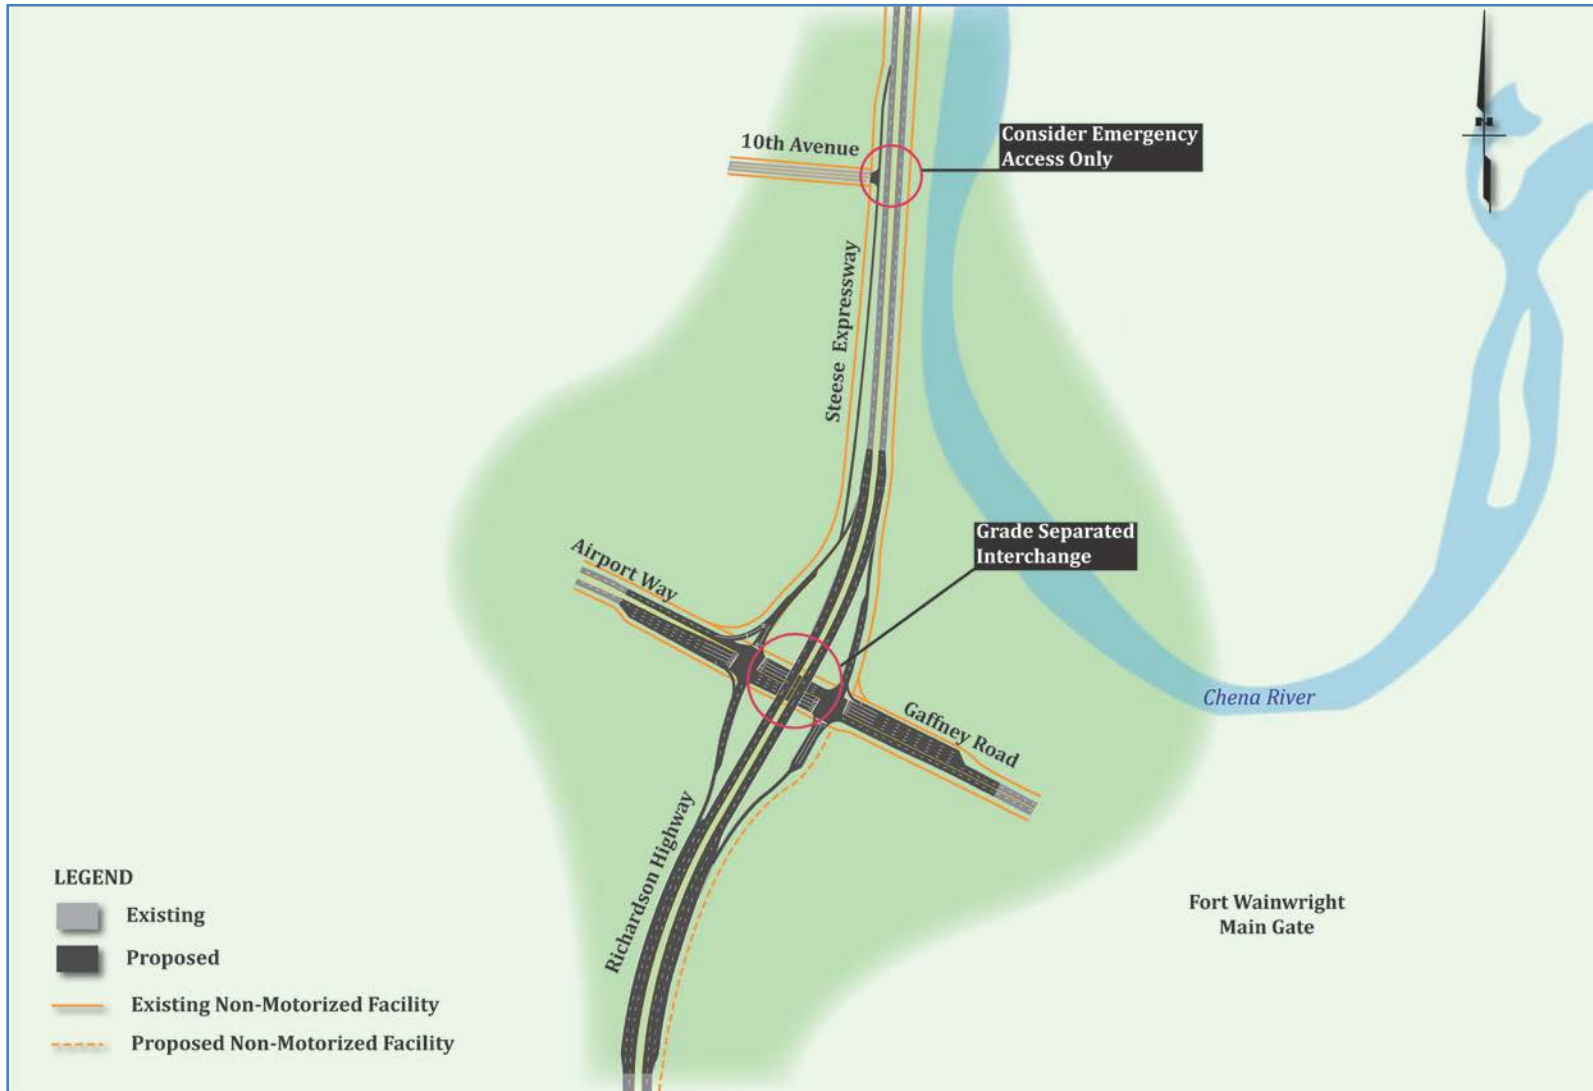 10th Avenue
Consider Emergency
Access Only
Steese Expressway
Grade Separated
Interchange
Airport Way
Gaffney Road
Chena River
Richardson Highway
Fort Wainwright
Main Gate
LEGEND
Existing
Proposed
Existing Non-Motorized Facility
Proposed Non-Motorized Facility